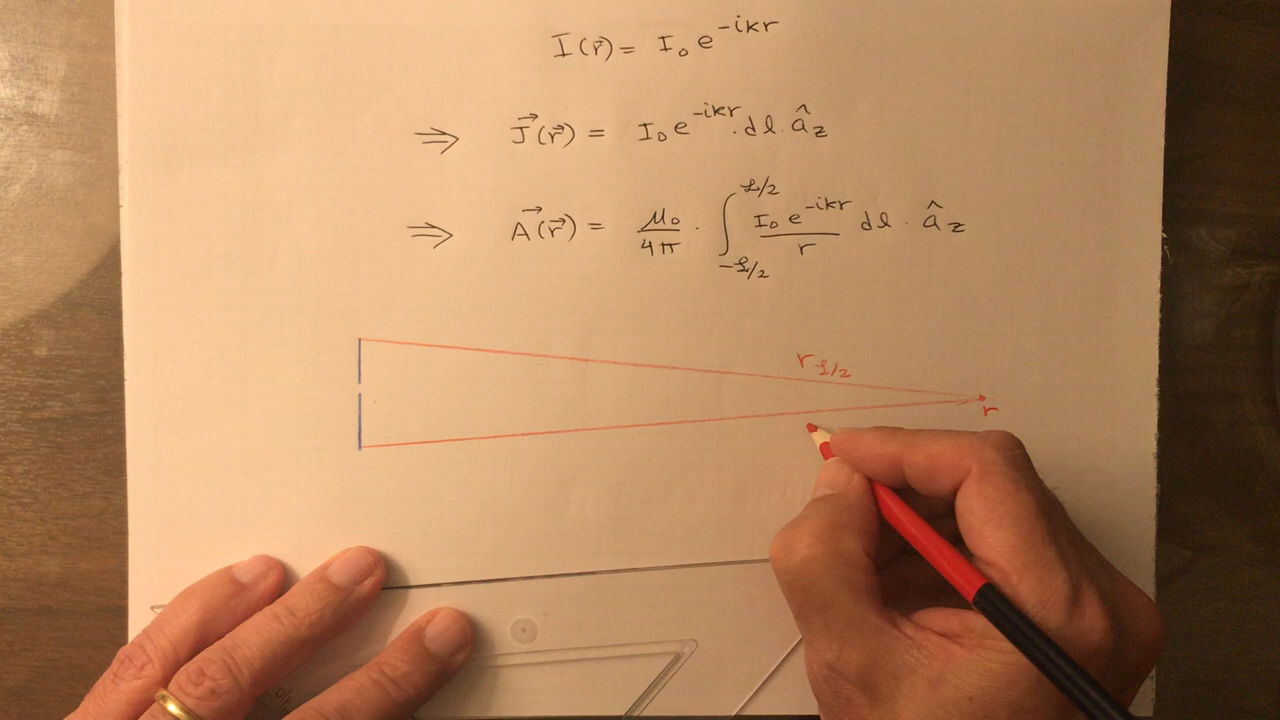 I(r⃗) = I₀ e^{-ikr}
⇒ J⃗(r⃗) = I₀ e^{-ikr} . dℓ . â_z
⇒ A⃗(r⃗) = μ₀/4π · ∫_{-ℒ/2}^{ℒ/2} I₀ e^{-ikr}/r dℓ · â_z
r_{ℒ/2}
r